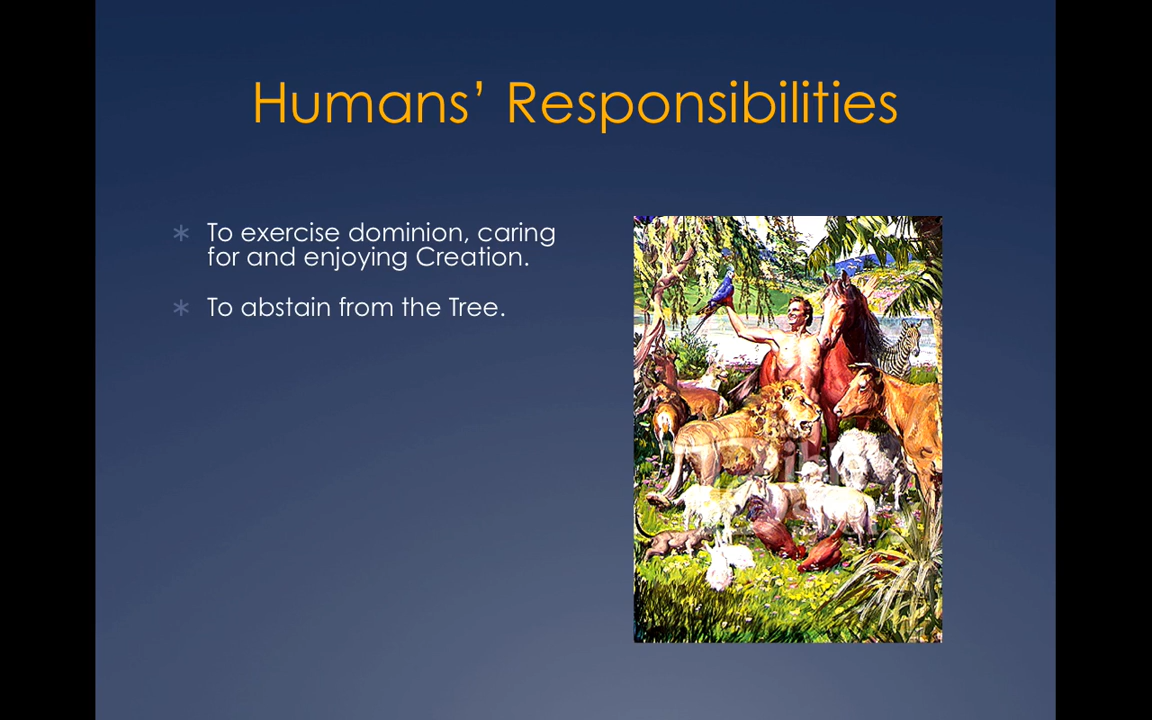 Humans’ Responsibilities
To exercise dominion, caring
for and enjoying Creation.
To abstain from the Tree.